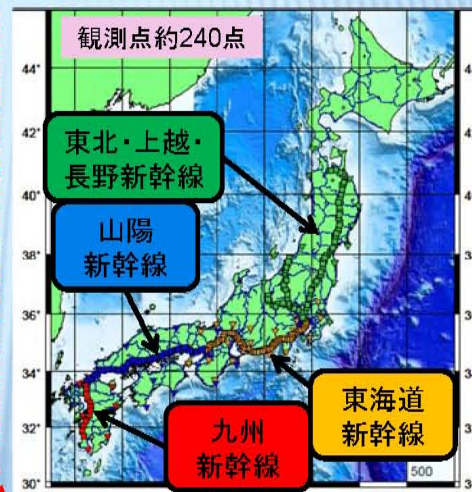 観測点約240点
44°
42°
東北・上越・
長野新幹線
40°
山陽
新幹線
38°
36°
34°
東海道
新幹線
32°
九州
新幹線
30°
500